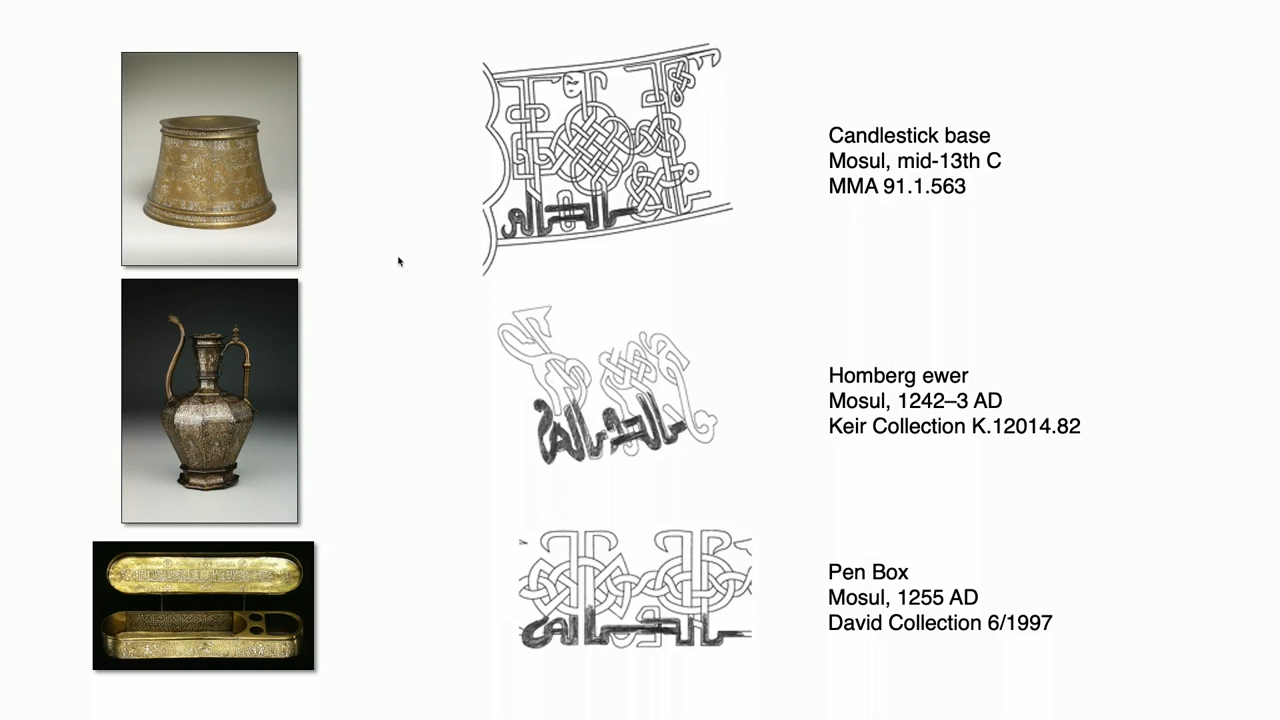 Candlestick base
Mosul, mid-13th C
MMA 91.1.563
Homberg ewer
Mosul, 1242–3 AD
Keir Collection K.12014.82
Pen Box
Mosul, 1255 AD
David Collection 6/1997